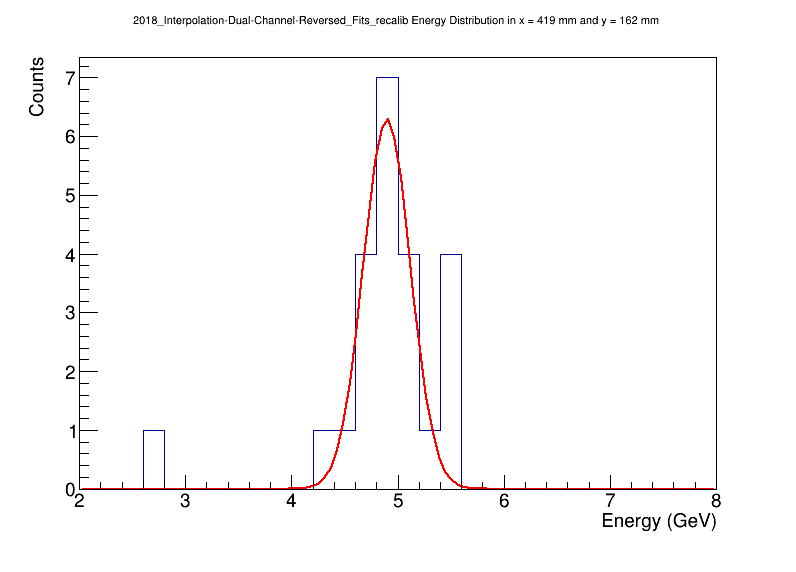 2018_Interpolation-Dual-Channel-Reversed_Fits_recalib Energy Distribution in x = 419 mm and y = 162 mm
Counts
7
6
5
4
3
2
1
0
2 3 4 5 6 7 8
Energy (GeV)